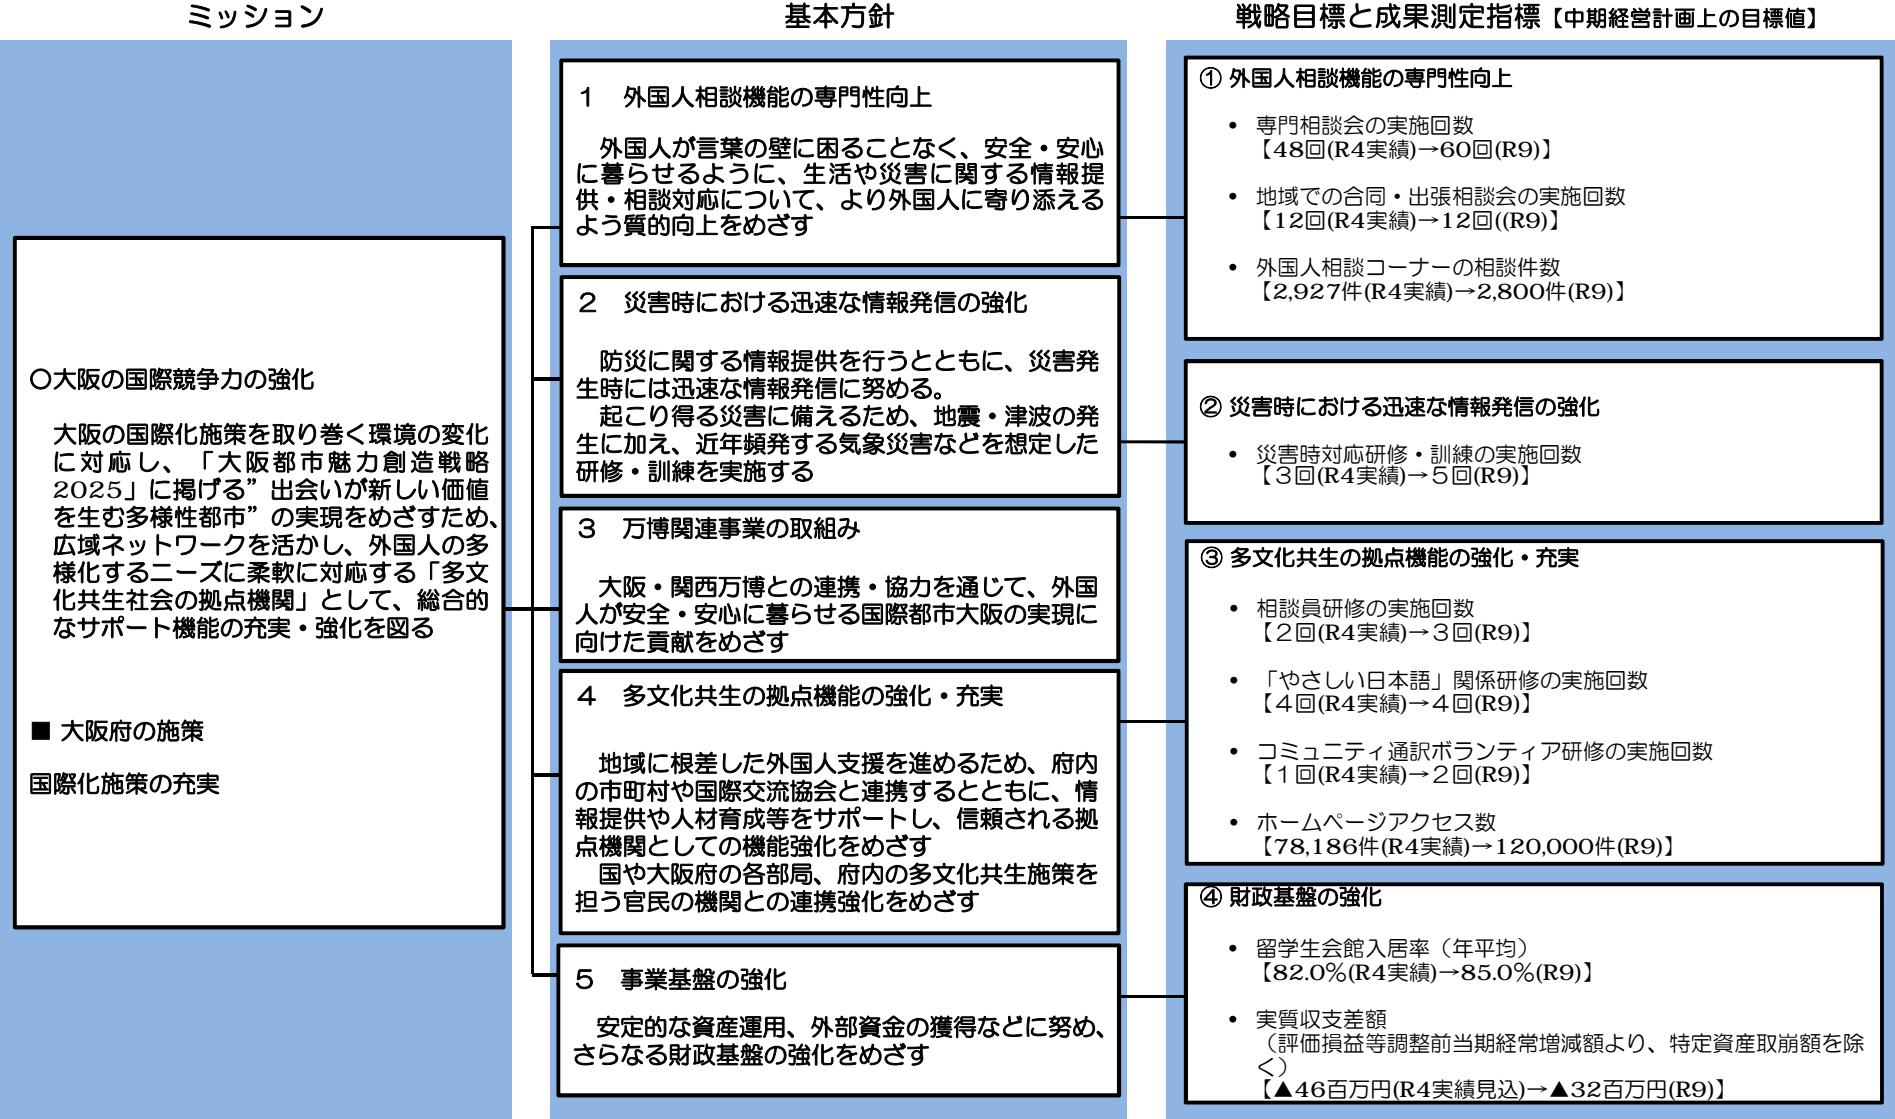 ミッション
○大阪の国際競争力の強化
大阪の国際化施策を取り巻く環境の変化
に対応し、「大阪都市魅力創造戦略
2025」に掲げる”出会いが新しい価値
を生む多様性都市”の実現をめざすため、
広域ネットワークを活かし、外国人の多
様化するニーズに柔軟に対応する「多文
化共生社会の拠点機関」として、総合的
なサポート機能の充実・強化を図る
■ 大阪府の施策
国際化施策の充実
基本方針
1 外国人相談機能の専門性向上
外国人が言葉の壁に困ることなく、安全・安心
に暮らせるように、生活や災害に関する情報提
供・相談対応について、より外国人に寄り添える
よう質的向上をめざす
2 災害時における迅速な情報発信の強化
防災に関する情報提供を行うとともに、災害発
生時には迅速な情報発信に努める。
起こり得る災害に備えるため、地震・津波の発
生に加え、近年頻発する気象災害などを想定した
研修・訓練を実施する
3 万博関連事業の取組み
大阪・関西万博との連携・協力を通じて、外国
人が安全・安心に暮らせる国際都市大阪の実現に
向けた貢献をめざす
4 多文化共生の拠点機能の強化・充実
地域に根差した外国人支援を進めるため、府内
の市町村や国際交流協会と連携するとともに、情
報提供や人材育成等をサポートし、信頼される拠
点機関としての機能強化をめざす
国や大阪府の各部局、府内の多文化共生施策を
担う官民の機関との連携強化をめざす
5 事業基盤の強化
安定的な資産運用、外部資金の獲得などに努め、
さらなる財政基盤の強化をめざす
戦略目標と成果測定指標【中期経営計画上の目標値】
① 外国人相談機能の専門性向上
• 専門相談会の実施回数
【48回(R4実績)→60回(R9)】
• 地域での合同・出張相談会の実施回数
【12回(R4実績)→12回((R9)】
• 外国人相談コーナーの相談件数
【2,927件(R4実績)→2,800件(R9)】
② 災害時における迅速な情報発信の強化
• 災害時対応研修・訓練の実施回数
【3回(R4実績)→5回(R9)】
③ 多文化共生の拠点機能の強化・充実
• 相談員研修の実施回数
【2回(R4実績)→3回(R9)】
• 「やさしい日本語」関係研修の実施回数
【4回(R4実績)→4回(R9)】
• コミュニティ通訳ボランティア研修の実施回数
【1回(R4実績)→2回(R9)】
• ホームページアクセス数
【78,186件(R4実績)→120,000件(R9)】
④ 財政基盤の強化
• 留学生会館入居率（年平均）
【82.0%(R4実績)→85.0%(R9)】
• 実質収支差額
（評価損益等調整前当期経常増減額より、特定資産取崩額を除
く）
【▲46百万円(R4実績見込)→▲32百万円(R9)】